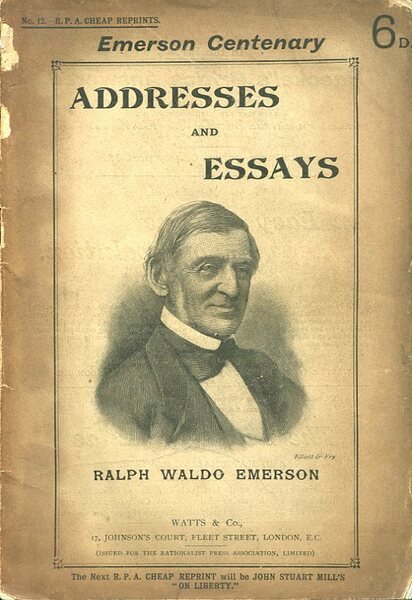 No. 12.—R. P. A. CHEAP REPRINTS.
Emerson Centenary
6D.
ADDRESSES
AND
ESSAYS
Elliott & Fry
RALPH WALDO EMERSON
WATTS & Co.,
17, JOHNSON'S COURT, FLEET STREET, LONDON, E.C.
(ISSUED FOR THE RATIONALIST PRESS ASSOCIATION, LIMITED)
The Next R. P. A. CHEAP REPRINT will be JOHN STUART MILL'S
"ON LIBERTY."